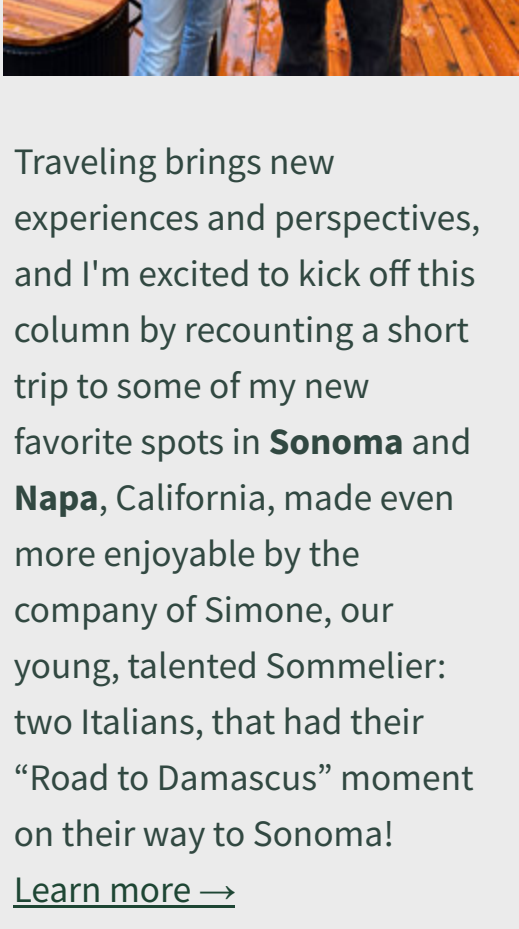 Traveling brings new
experiences and perspectives,
and I'm excited to kick off this
column by recounting a short
trip to some of my new
favorite spots in Sonoma and
Napa, California, made even
more enjoyable by the
company of Simone, our
young, talented Sommelier:
two Italians, that had their
“Road to Damascus” moment
on their way to Sonoma!
Learn more →